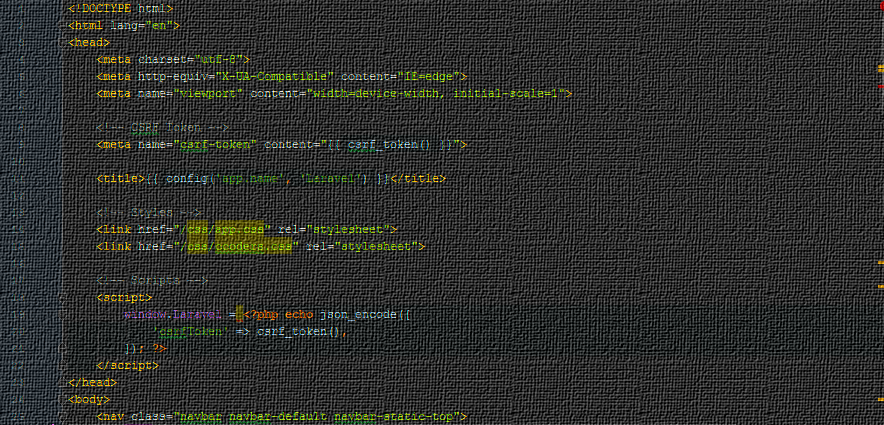 <!DOCTYPE html>
<html lang="en">
<head>
<meta charset="utf-8">
<meta http-equiv="X-UA-Compatible" content="IE=edge">
<meta name="viewport" content="width=device-width, initial-scale=1">
<!-- CSRF Token -->
<meta name="csrf-token" content="{{ csrf_token() }}">
<title>{{ config('app.name', 'Laravel') }}</title>
<!-- Styles -->
<link href="/css/app.css" rel="stylesheet">
<link href="/css/ocoders.css" rel="stylesheet">
<!-- Scripts -->
<script>
window.Laravel = <?php echo json_encode([
'csrfToken' => csrf_token(),
]); ?>
</script>
</head>
<body>
<nav class="navbar navbar-default navbar-static-top">